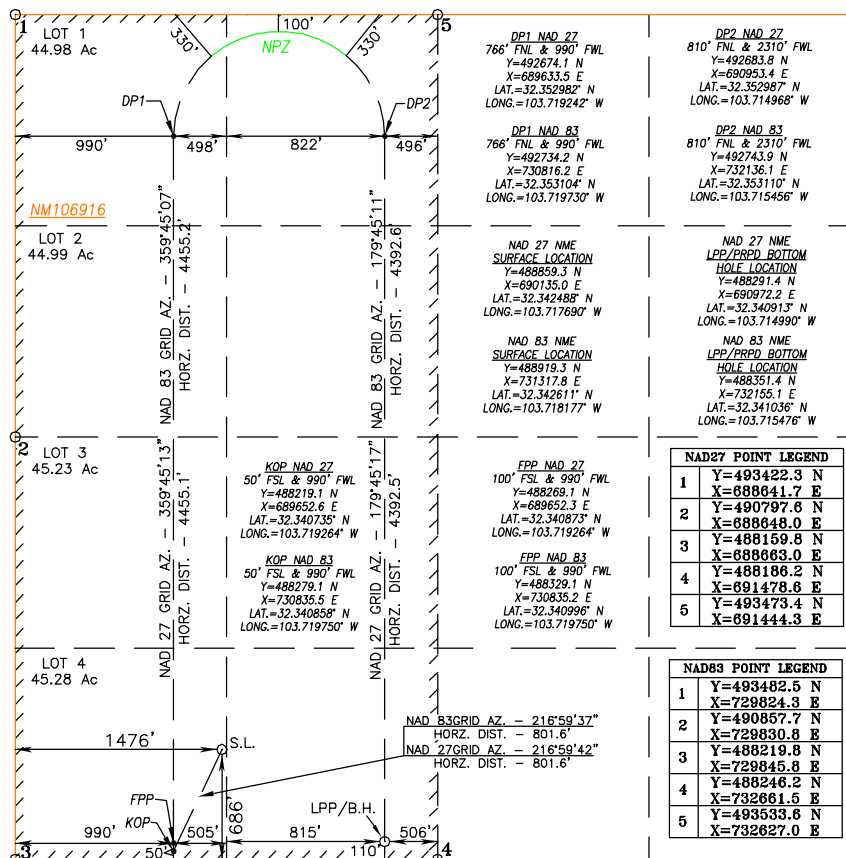 1
LOT 1
44.98 Ac
330'
100'
NPZ
330'
5
DP1
DP2
990'
498'
822'
496'
NM106916
DP1 NAD 27
766' FNL & 990' FWL
Y=492674.1 N
X=689633.5 E
LAT.=32.352982° N
LONG.=103.719242° W
DP2 NAD 27
810' FNL & 2310' FWL
Y=492683.8 N
X=690953.4 E
LAT.=32.352987° N
LONG.=103.714968° W
DP1 NAD 83
766' FNL & 990' FWL
Y=492734.2 N
X=730816.2 E
LAT.=32.353104° N
LONG.=103.719730° W
DP2 NAD 83
810' FNL & 2310' FWL
Y=492743.9 N
X=732136.1 E
LAT.=32.353110° N
LONG.=103.715456° W
LOT 2
44.99 Ac
NAD 83 GRID AZ. - 359°45'07"
HORZ. DIST. - 4455.2'
NAD 83 GRID AZ. - 179°45'11"
HORZ. DIST. - 4392.6'
NAD 27 NME
SURFACE LOCATION
Y=488859.3 N
X=690135.0 E
LAT.=32.342488° N
LONG.=103.717690° W
NAD 27 NME
LPP/PRPD BOTTOM
HOLE LOCATION
Y=488291.4 N
X=690972.2 E
LAT.=32.340913° N
LONG.=103.714990° W
NAD 83 NME
SURFACE LOCATION
Y=488919.3 N
X=731317.8 E
LAT.=32.342611° N
LONG.=103.718177° W
NAD 83 NME
LPP/PRPD BOTTOM
HOLE LOCATION
Y=488351.4 N
X=732155.1 E
LAT.=32.341036° N
LONG.=103.715476° W
2
LOT 3
45.23 Ac
NAD 27 GRID AZ. - 359°45'13"
HORZ. DIST. - 4455.1'
NAD 27 GRID AZ. - 179°45'17"
HORZ. DIST. - 4392.5'
KOP NAD 27
50' FSL & 990' FWL
Y=488219.1 N
X=689652.6 E
LAT.=32.340735° N
LONG.=103.719264° W
KOP NAD 83
50' FSL & 990' FWL
Y=488279.1 N
X=730835.5 E
LAT.=32.340858° N
LONG.=103.719750° W
FPP NAD 27
100' FSL & 990' FWL
Y=488269.1 N
X=689652.3 E
LAT.=32.340873° N
LONG.=103.719264° W
FPP NAD 83
100' FSL & 990' FWL
Y=488329.1 N
X=730835.2 E
LAT.=32.340996° N
LONG.=103.719750° W
NAD27 POINT LEGEND
1 Y=493422.3 N
X=688641.7 E
2 Y=490797.6 N
X=688648.0 E
3 Y=488159.8 N
X=688663.0 E
4 Y=488186.2 N
X=691478.6 E
5 Y=493473.4 N
X=691444.3 E
LOT 4
45.28 Ac
NAD83 POINT LEGEND
1 Y=493482.5 N
X=729824.3 E
2 Y=490857.7 N
X=729830.8 E
3 Y=488219.8 N
X=729845.8 E
4 Y=488246.2 N
X=732661.5 E
5 Y=493533.6 N
X=732627.0 E
NAD 83GRID AZ. - 216°59'37"
HORZ. DIST. - 801.6'
NAD 27GRID AZ. - 216°59'42"
HORZ. DIST. - 801.6'
1476'
S.L.
686'
FPP
KOP
LPP/B.H.
990'
505'
815'
506'
50'
110'
3
4